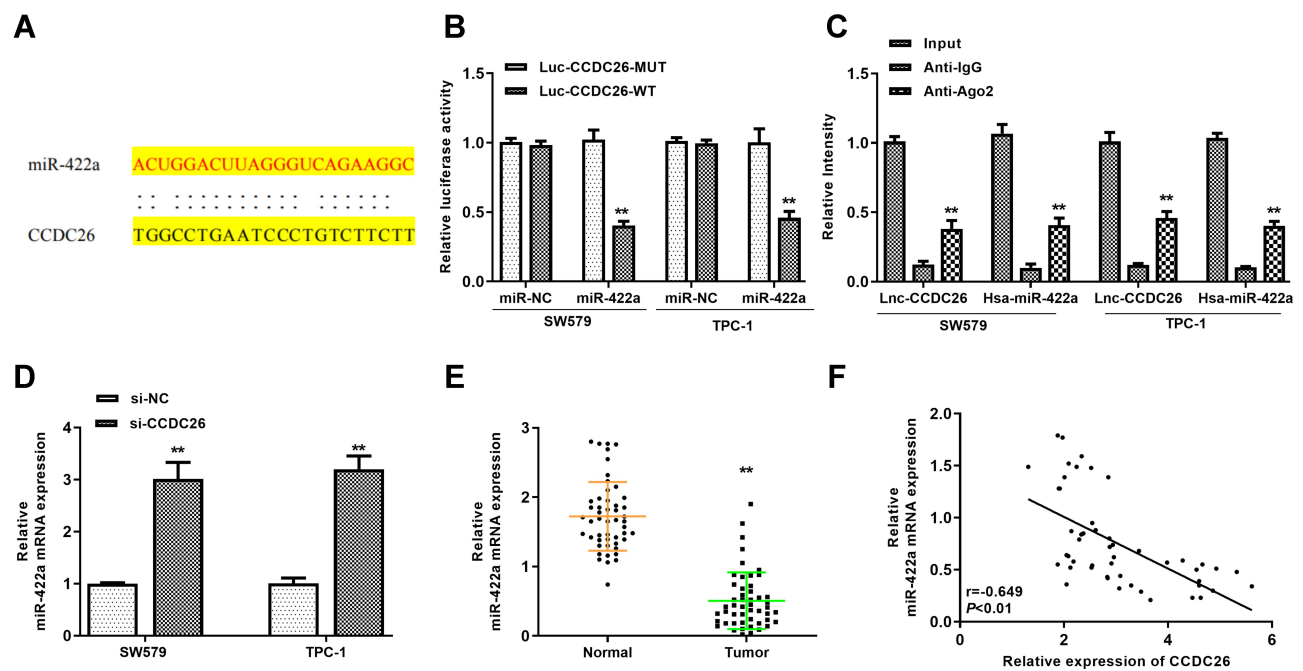 A
miR-422a
ACUGGACUUAGGGUCAGAAGGC
CCDC26
TGGCCTGAATCCCTGTCTTCTT
B
Luc-CCDC26-MUT
Luc-CCDC26-WT
Relative luciferase activity
1.5
1.0
0.5
0.0
**
**
miR-NC
miR-422a
miR-NC
miR-422a
SW579
TPC-1
C
Input
Anti-IgG
Anti-Ago2
Relative Intensity
1.5
1.0
0.5
0.0
**
**
**
**
Lnc-CCDC26
Hsa-miR-422a
Lnc-CCDC26
Hsa-miR-422a
SW579
TPC-1
D
si-NC
si-CCDC26
Relative
miR-422a mRNA expression
4
3
2
1
0
**
**
SW579
TPC-1
E
Relative
miR-422a mRNA expression
3
2
1
0
**
Normal
Tumor
F
Relative
miR-422a mRNA expression
2.0
1.5
1.0
0.5
0.0
r=-0.649
P<0.01
0
2
4
6
Relative expression of CCDC26